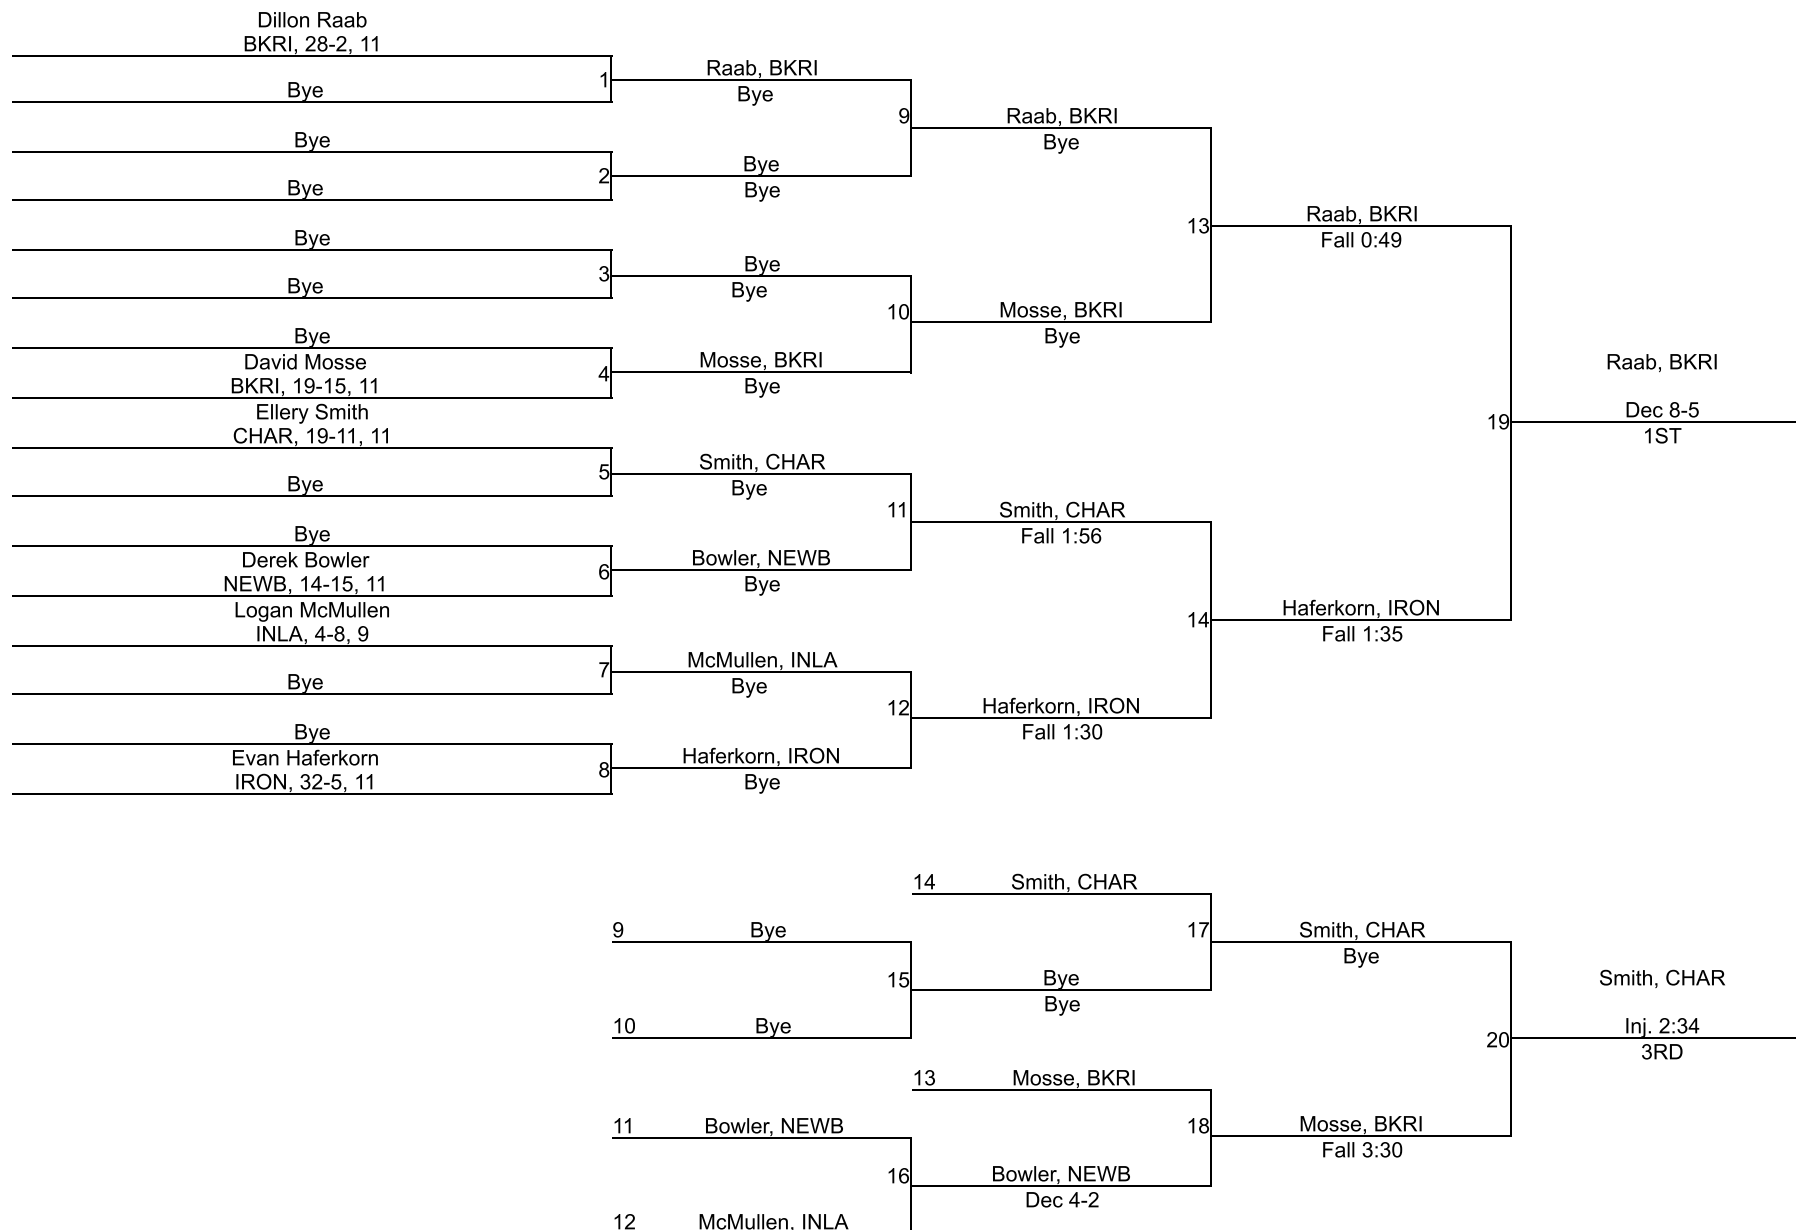 Dillon Raab
BKRI, 28-2, 11
1
Raab, BKRI
Bye
Bye
9
Raab, BKRI
Bye
Bye
2
Bye
Bye
Bye
13
Raab, BKRI
Fall 0:49
Bye
3
Bye
Bye
Bye
10
Mosse, BKRI
Bye
Bye
David Mosse
BKRI, 19-15, 11
4
Mosse, BKRI
Bye
19
Raab, BKRI
Dec 8-5
1ST
Ellery Smith
CHAR, 19-11, 11
5
Smith, CHAR
Bye
Bye
11
Smith, CHAR
Fall 1:56
Bye
Derek Bowler
NEWB, 14-15, 11
6
Bowler, NEWB
Bye
14
Haferkorn, IRON
Fall 1:35
Logan McMullen
INLA, 4-8, 9
7
McMullen, INLA
Bye
Bye
12
Haferkorn, IRON
Fall 1:30
Bye
Evan Haferkorn
IRON, 32-5, 11
8
Haferkorn, IRON
Bye
14 Smith, CHAR
9 Bye
17
Smith, CHAR
Bye
15
Bye
Bye
10 Bye
20
Smith, CHAR
Inj. 2:34
3RD
13 Mosse, BKRI
11 Bowler, NEWB
18
Mosse, BKRI
Fall 3:30
16
Bowler, NEWB
Dec 4-2
12 McMullen, INLA